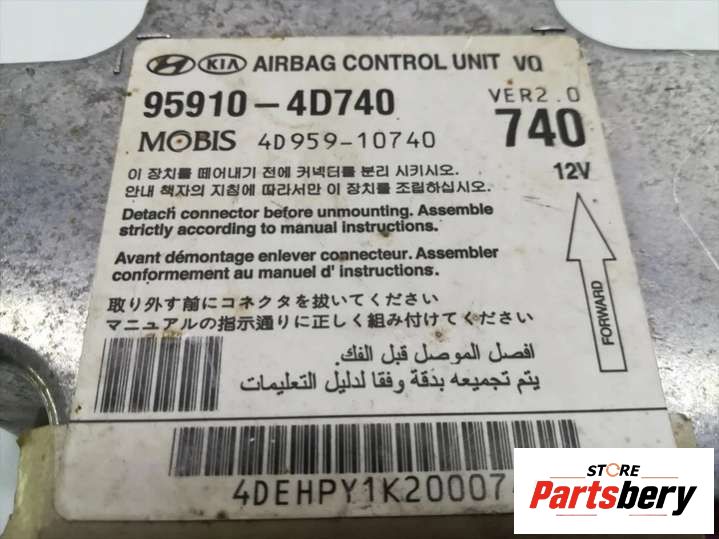 HYUNDAI KIA AIRBAG CONTROL UNIT VQ
95910-4D740 VER2.0
MOBIS 4D959-10740 740
이 장치를 떼어내기 전에 커넥터를 분리 시키시오. 12V
안내 책자의 지침에 따라서만 이 장치를 조립하십시오.
Detach connector before unmounting. Assemble
strictly according to manual instructions.
Avant démontage enlever connecteur. Assembler
conformement au manuel d' instructions.
FORWARD
取り外す前にコネクタを抜いてください
マニュアルの指示通りに正しく組み付けてください
افصل الموصل قبل الفك.
يتم تجميعه بدقة وفقا لدليل التعليمات
4DEHPY1K20007
STORE
Partsbery